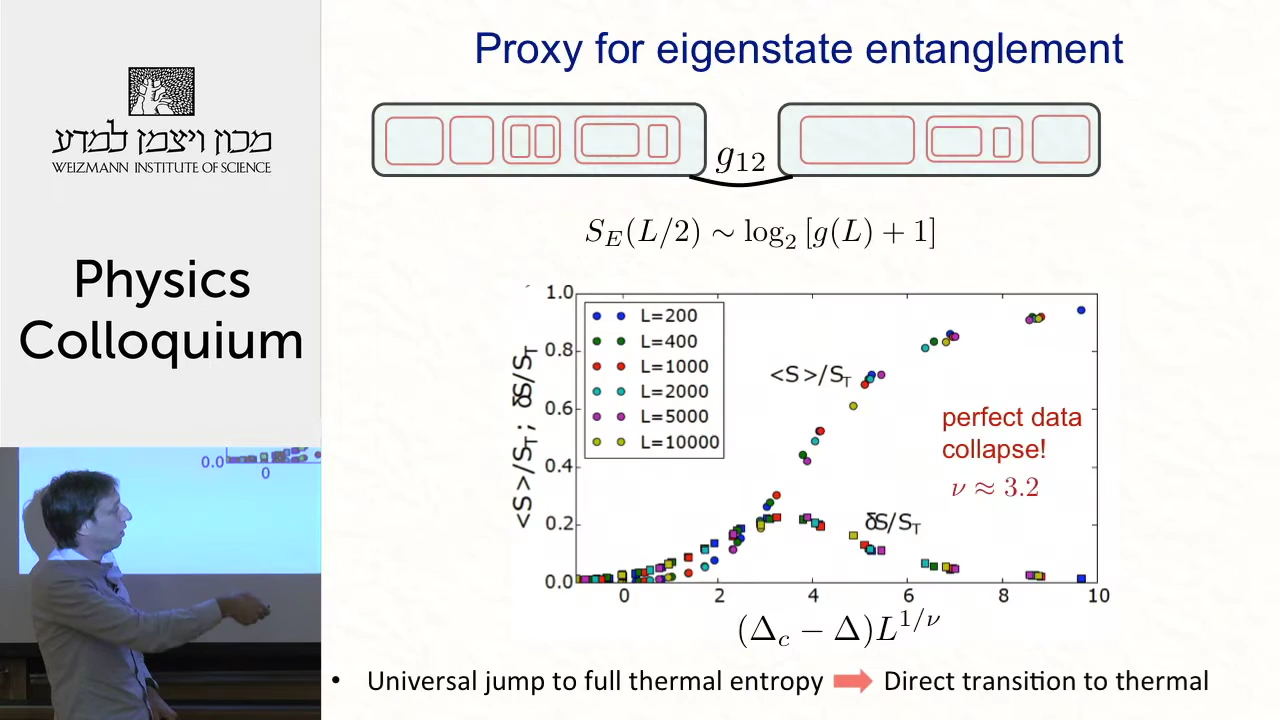 מכון ויצמן למדע
WEIZMANN INSTITUTE OF SCIENCE
Physics
Colloquium
0.0
0
Proxy for eigenstate entanglement
g₁₂
S_E(L/2) ∼ log₂ [g(L) + 1]
<S>/S_T ; δS/S_T
1.0
0.8
0.6
0.4
0.2
0.0
L=200
L=400
L=1000
L=2000
L=5000
L=10000
<S>/S_T
δS/S_T
perfect data
collapse!
ν ≈ 3.2
0 2 4 6 8 10
(Δ_c − Δ)L^{1/ν}
• Universal jump to full thermal entropy Direct transition to thermal